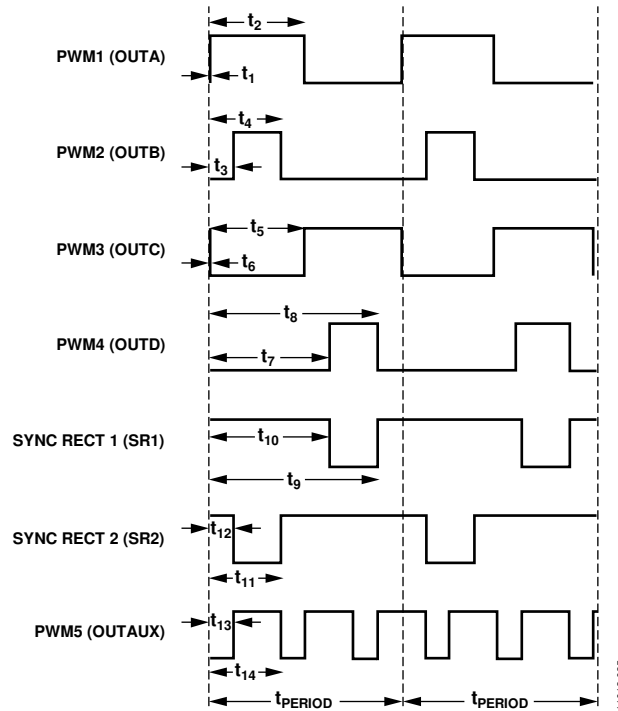 t2
PWM1 (OUTA)
t1
t4
PWM2 (OUTB)
t3
t5
PWM3 (OUTC)
t6
t8
PWM4 (OUTD)
t7
SYNC RECT 1 (SR1)
t10
t9
SYNC RECT 2 (SR2)
t12
t11
PWM5 (OUTAUX)
t13
t14
tPERIOD
tPERIOD